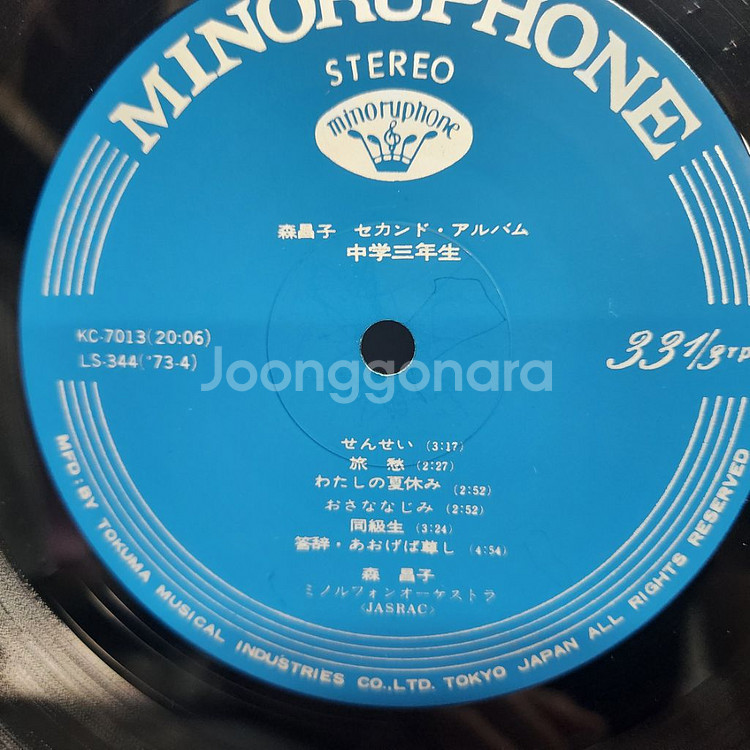 MINORUPHONE
STEREO
minoruphone
森昌子 セカンド・アルバム
中学三年生
KC-7013(20:06)
LS-344('73-4)
33 1/3 rp
Joonggonara
せんせい (3:17)
旅愁 (2:27)
わたしの夏休み (2:52)
おさななじみ (2:52)
同級生 (3:24)
答辞・あおげば尊し (4:54)
森昌子
ミノルフォンオーケストラ
(JASRAC)
MFD: BY TOKUMA MUSICAL INDUSTRIES CO.,LTD. TOKYO JAPAN ALL RIGHTS RESERVED